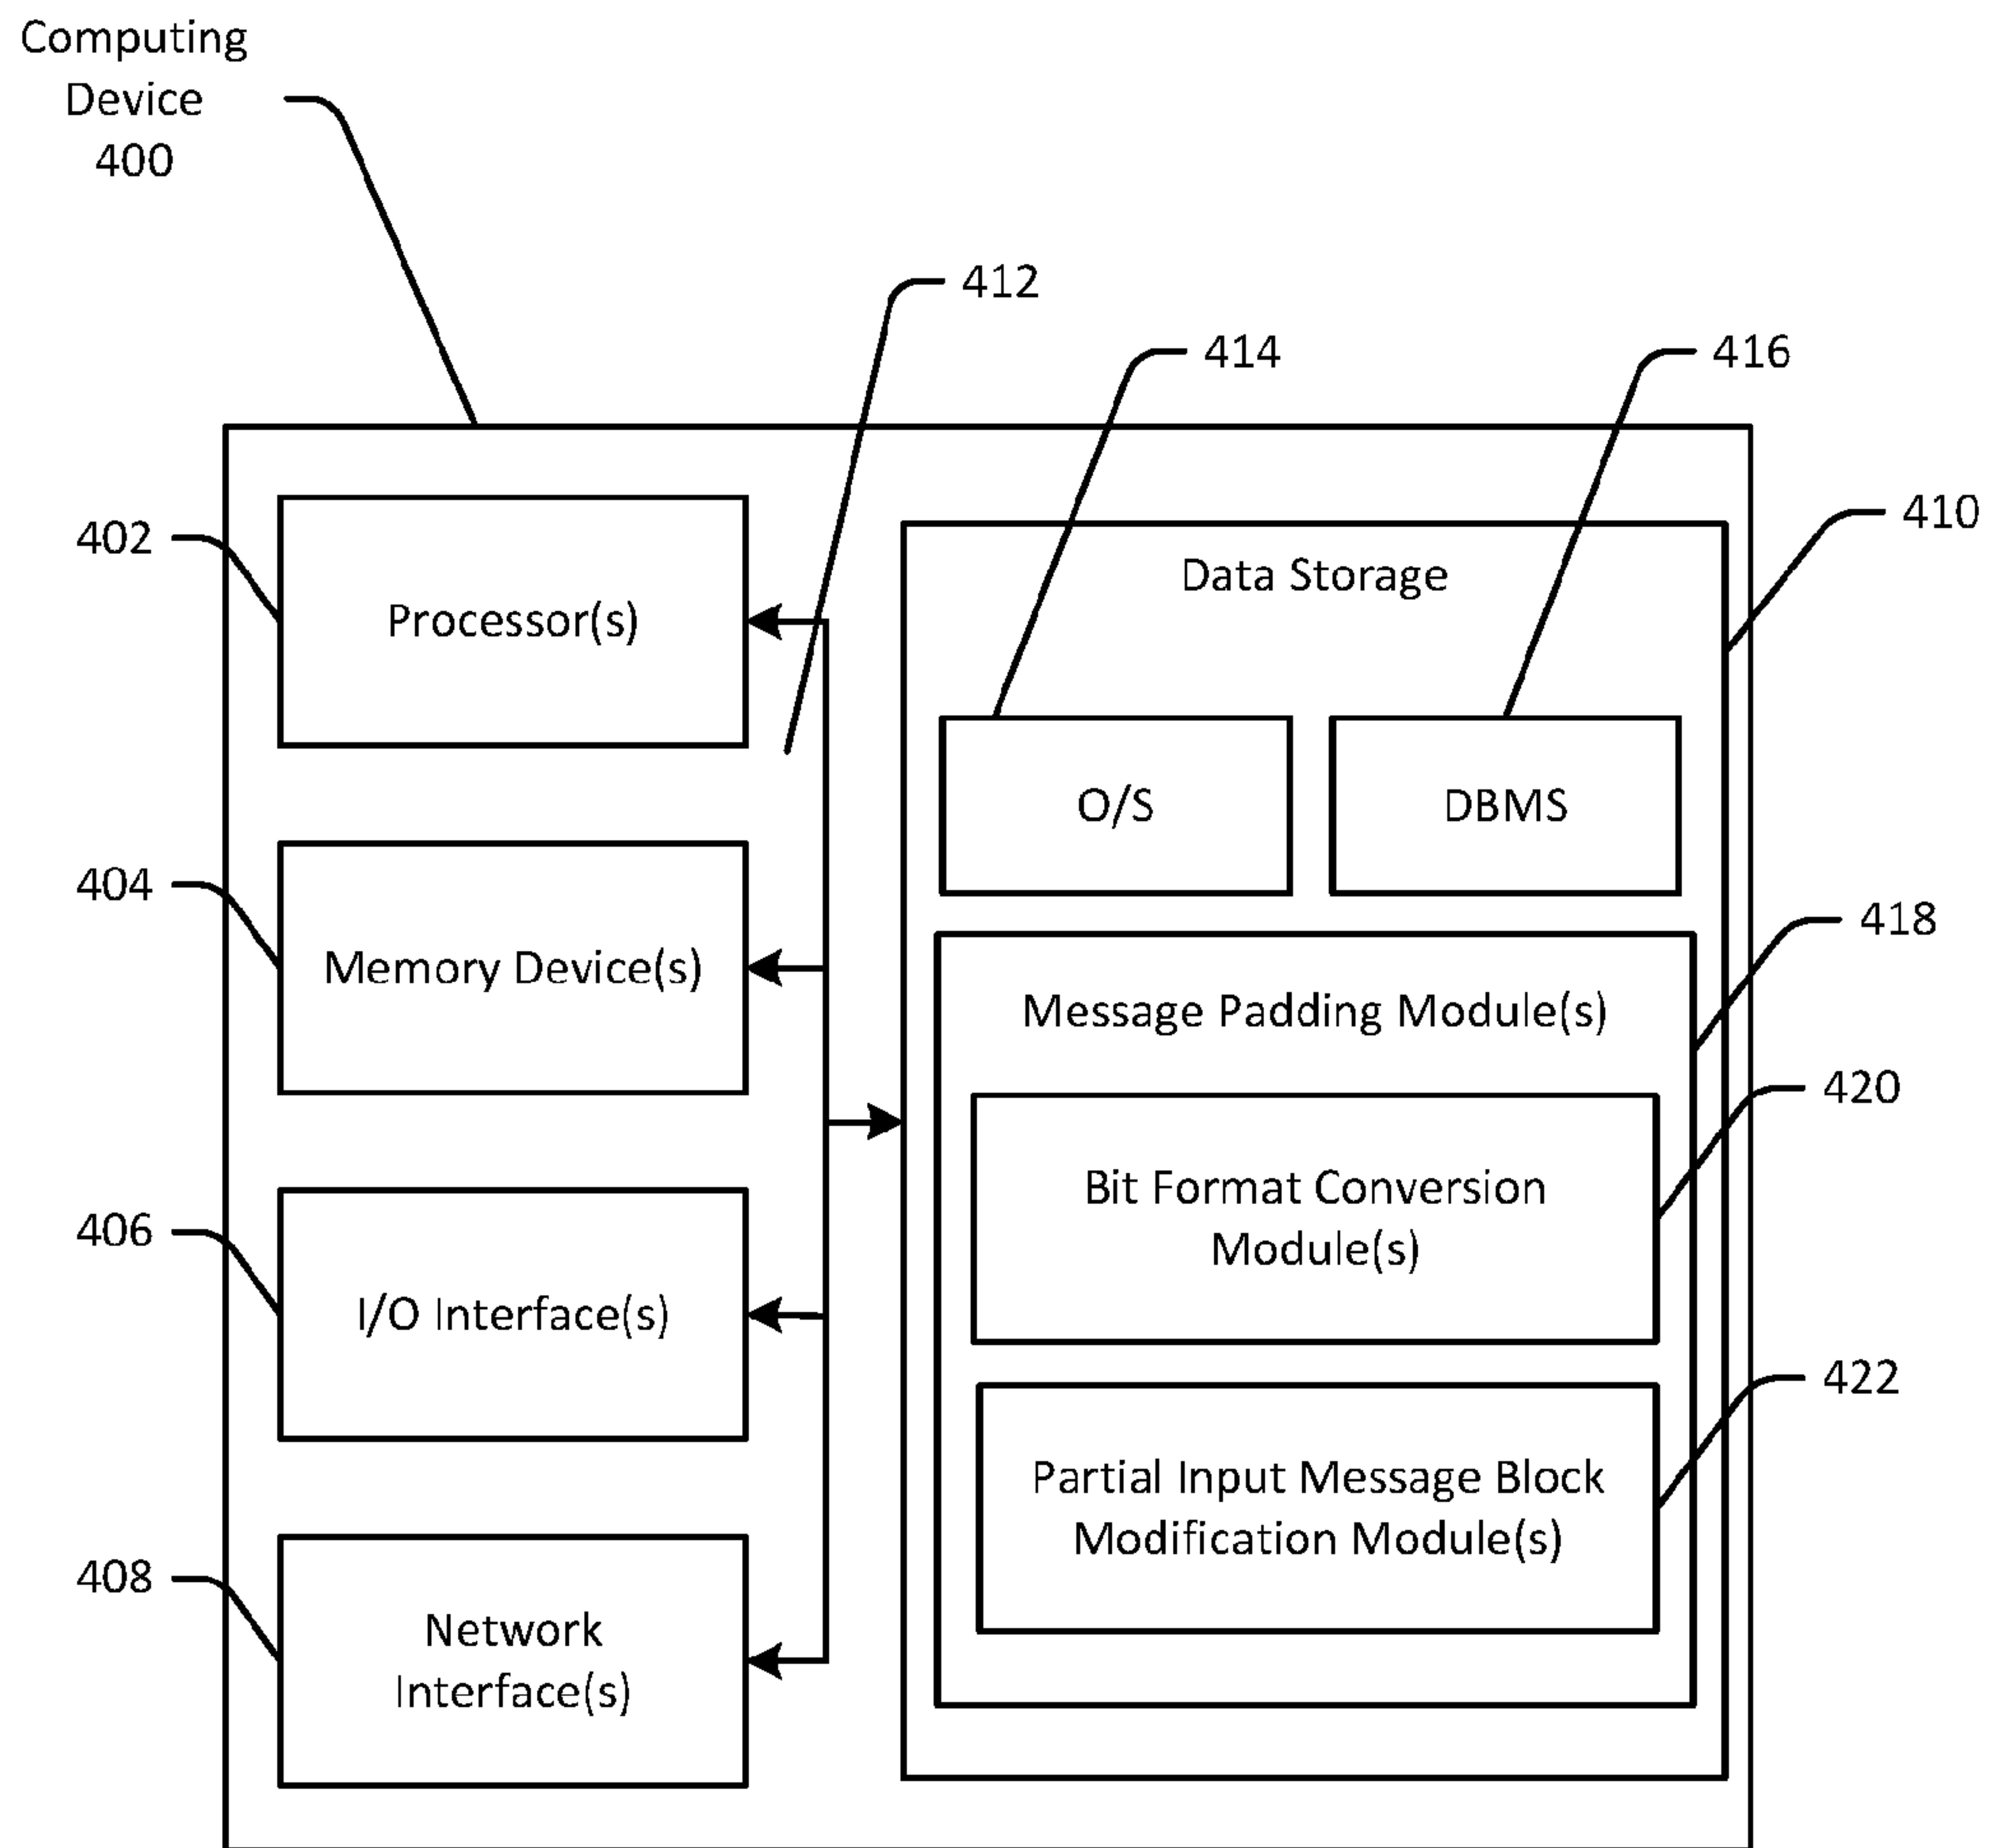 Computing
Device
400
412
414
416
410
402
Processor(s)
Data Storage
O/S
DBMS
404
Memory Device(s)
418
Message Padding Module(s)
420
Bit Format Conversion
Module(s)
406
I/O Interface(s)
422
Partial Input Message Block
Modification Module(s)
408
Network
Interface(s)